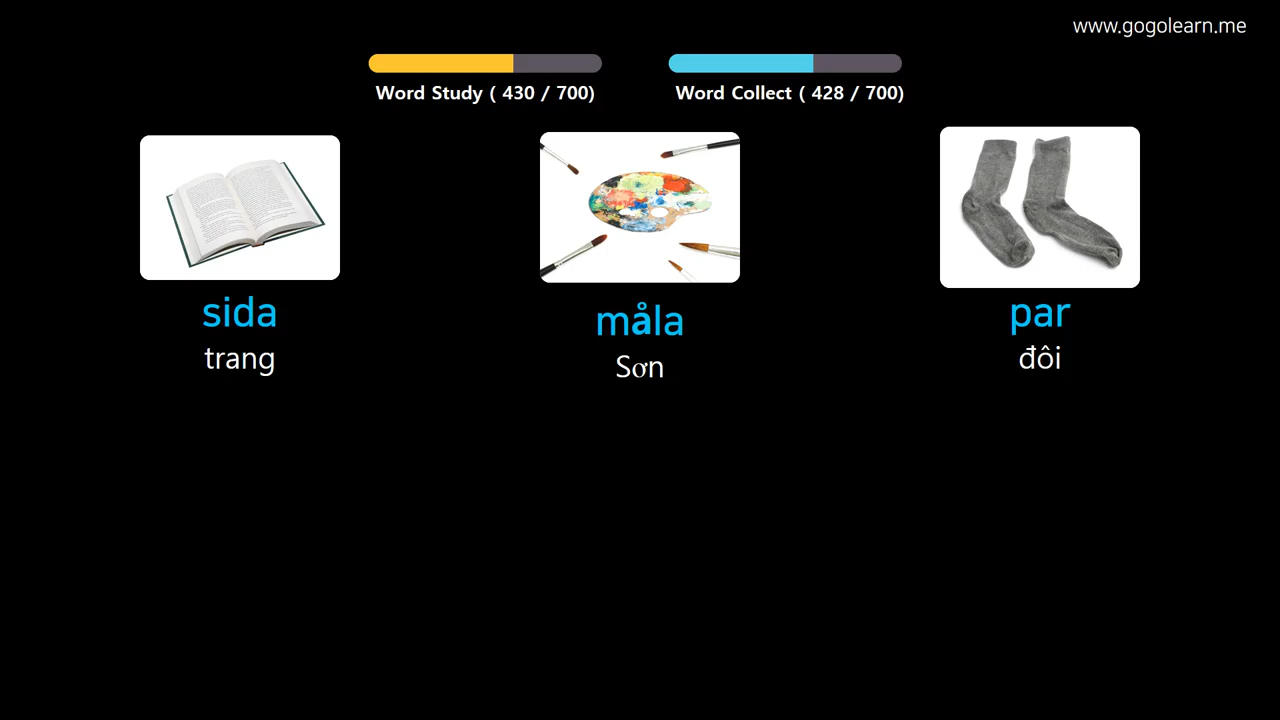 www.gogolearn.me
Word Study ( 430 / 700)
Word Collect ( 428 / 700)
sida
måla
par
trang
Sơn
đôi